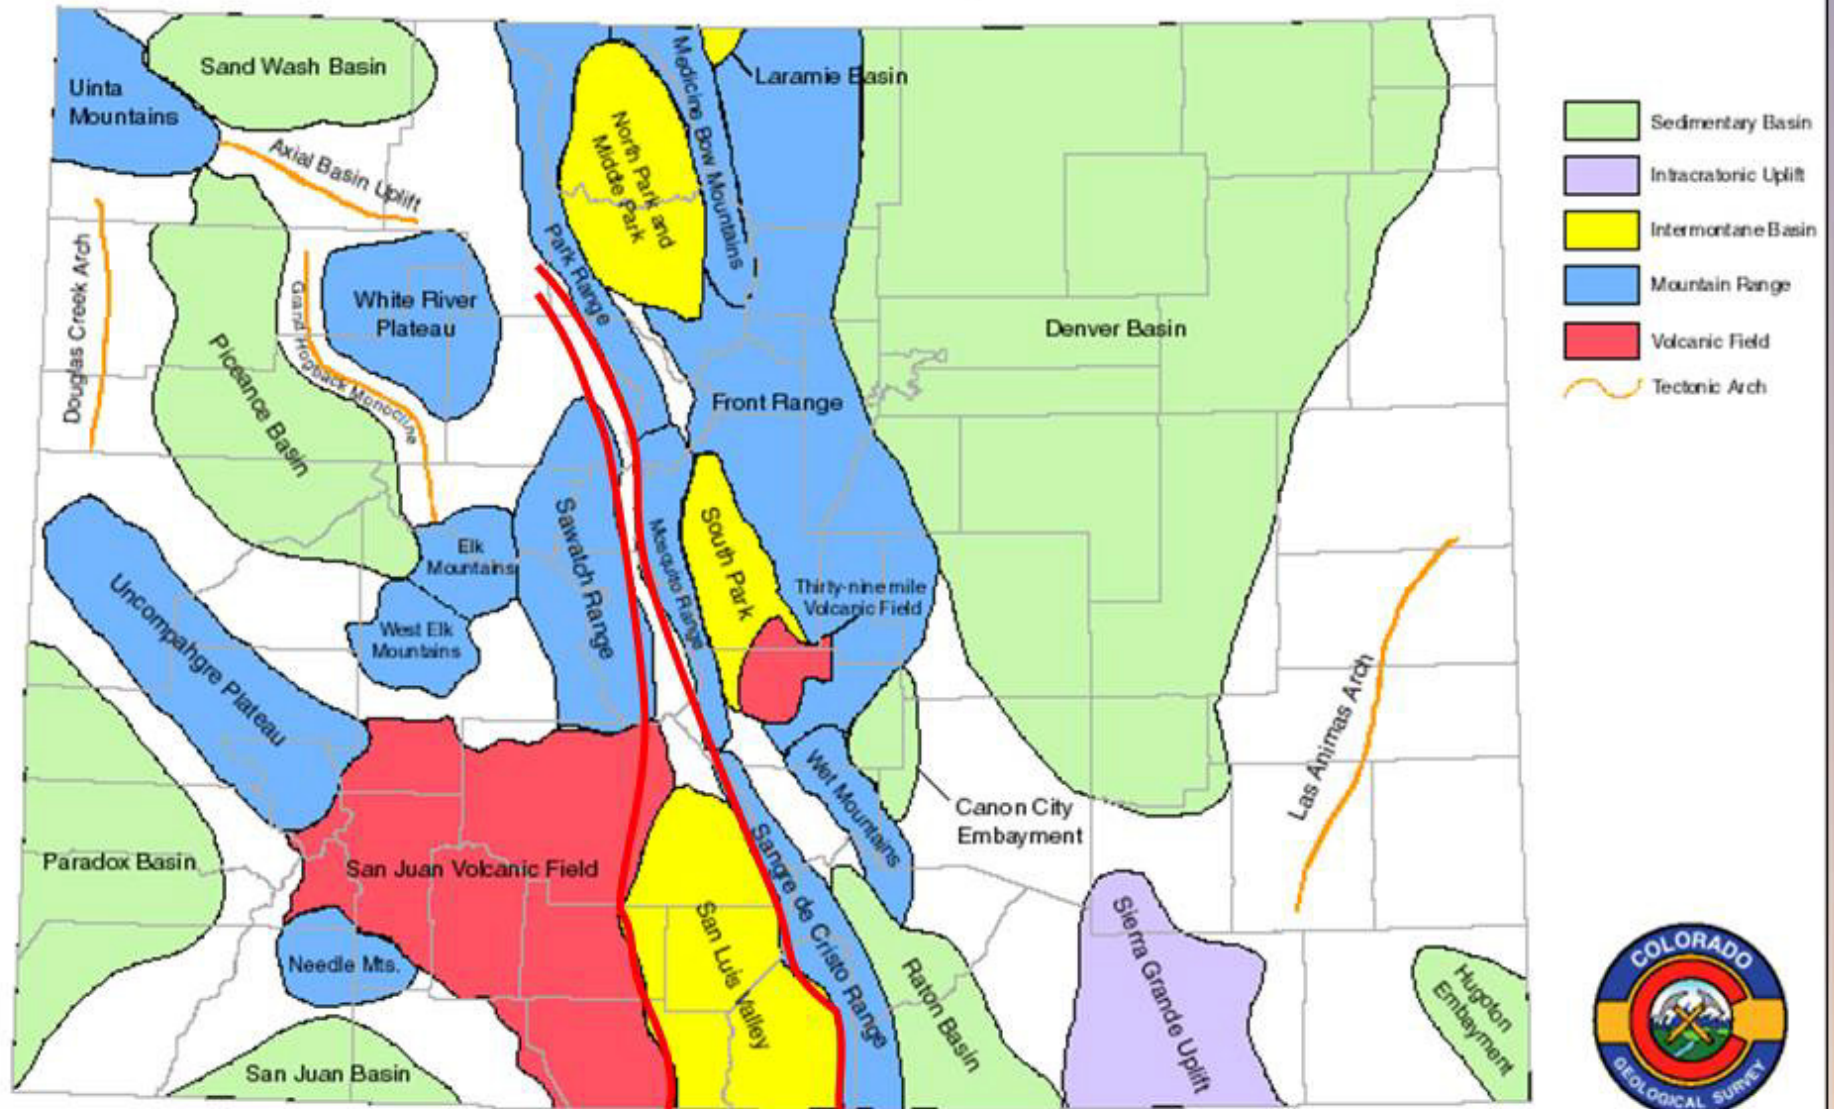 Sand Wash Basin
Uinta
Mountains
Axial Basin Uplift
Douglas Creek Arch
Piceance Basin
Grand Hogback Monocline
White River
Plateau
Park Range
North Park and
Middle Park
Medicine Bow Mountains
Laramie Basin
Denver Basin
Front Range
Sawatch Range
Mosquito Range
South Park
Thirty-nine mile
Volcanic Field
Elk
Mountains
West Elk
Mountains
Uncompahgre Plateau
Paradox Basin
San Juan Volcanic Field
Needle Mts.
San Juan Basin
San Luis Valley
Sangre de Cristo Range
Wet Mountains
Canon City
Embayment
Raton Basin
Sierra Grande Uplift
Las Animas Arch
Hugoton
Embayment
Sedimentary Basin
Intracratonic Uplift
Intermontane Basin
Mountain Range
Volcanic Field
Tectonic Arch
COLORADO
GEOLOGICAL SURVEY